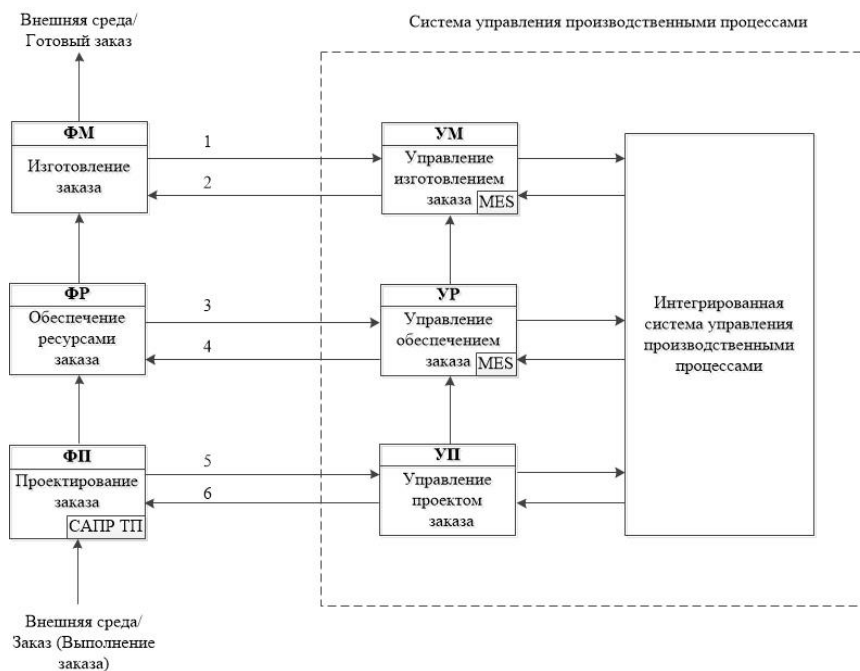 Внешняя среда/
Готовый заказ
Система управления производственными процессами
ФМ
Изготовление
заказа
1
2
УМ
Управление
изготовлением
заказа
MES
ФР
Обеспечение
ресурсами
заказа
3
4
УР
Управление
обеспечением
заказа
MES
Интегрированная
система управления
производственными
процессами
ФП
Проектирование
заказа
САПР ТП
5
6
УП
Управление
проектом
заказа
Внешняя среда/
Заказ (Выполнение
заказа)